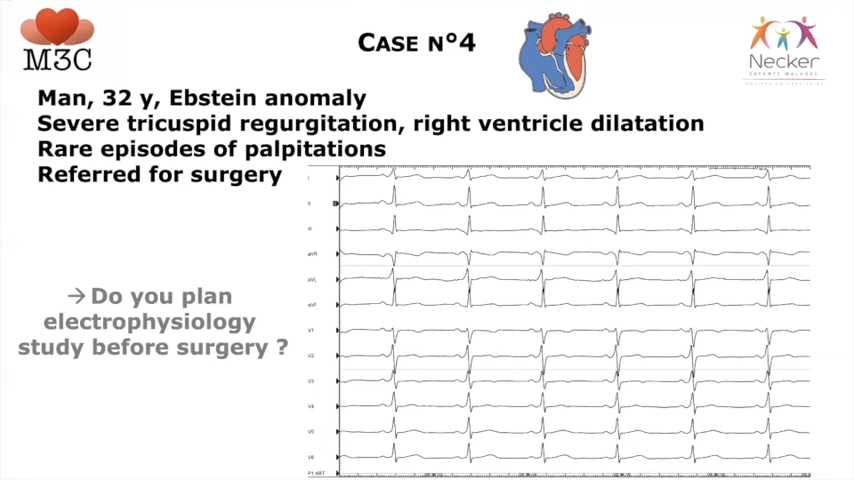 M3C
CASE N°4
Necker
ENFANTS MALADES
Man, 32 y, Ebstein anomaly
Severe tricuspid regurgitation, right ventricle dilatation
Rare episodes of palpitations
Referred for surgery
→ Do you plan
electrophysiology
study before surgery ?
I
II
III
aVR
aVL
aVF
V1
V2
V3
V4
V5
V6
P1 ART